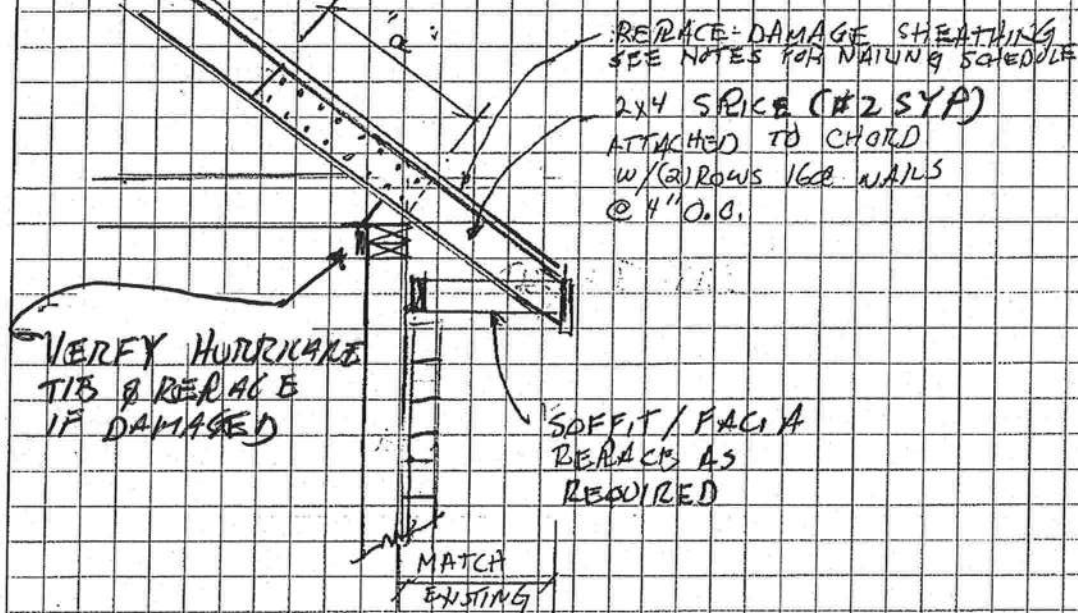 "a"
REPLACE DAMAGE SHEATHING
SEE NOTES FOR NAILING SCHEDULE
2x4 SPLICE (#2 SYP)
ATTACHED TO CHORD
W/(2) ROWS 16d NAILS
@ 4" O.C.
VERFY HURRICANE
TIE & REPLACE
IF DAMAGED
SOFFIT / FACIA
REPLACE AS
REQUIRED
MATCH
EXISTING